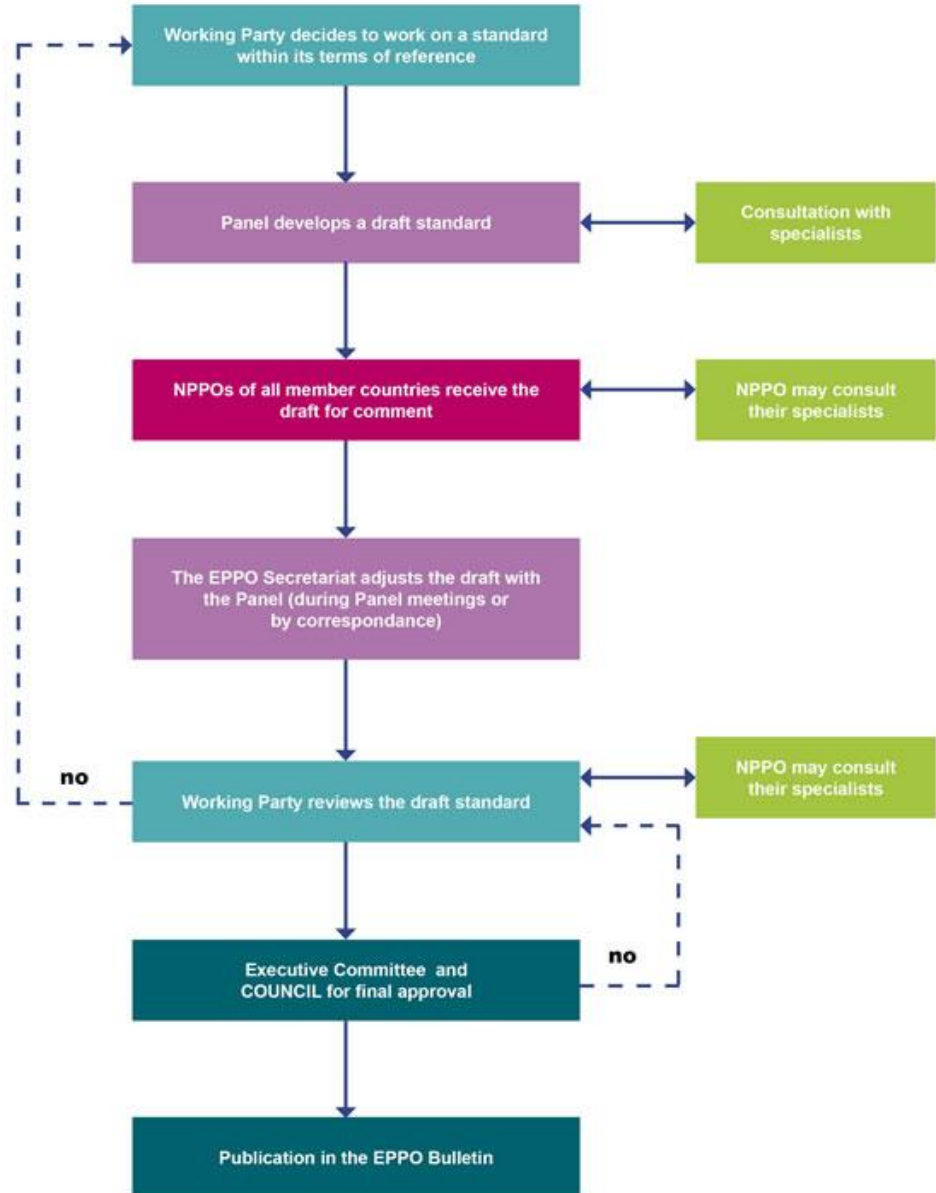 Working Party decides to work on a standard
within its terms of reference
Panel develops a draft standard
Consultation with
specialists
NPPOs of all member countries receive the
draft for comment
NPPO may consult
their specialists
The EPPO Secretariat adjusts the draft with
the Panel (during Panel meetings or
by correspondance)
no
Working Party reviews the draft standard
NPPO may consult
their specialists
Executive Committee and
COUNCIL for final approval
no
Publication in the EPPO Bulletin